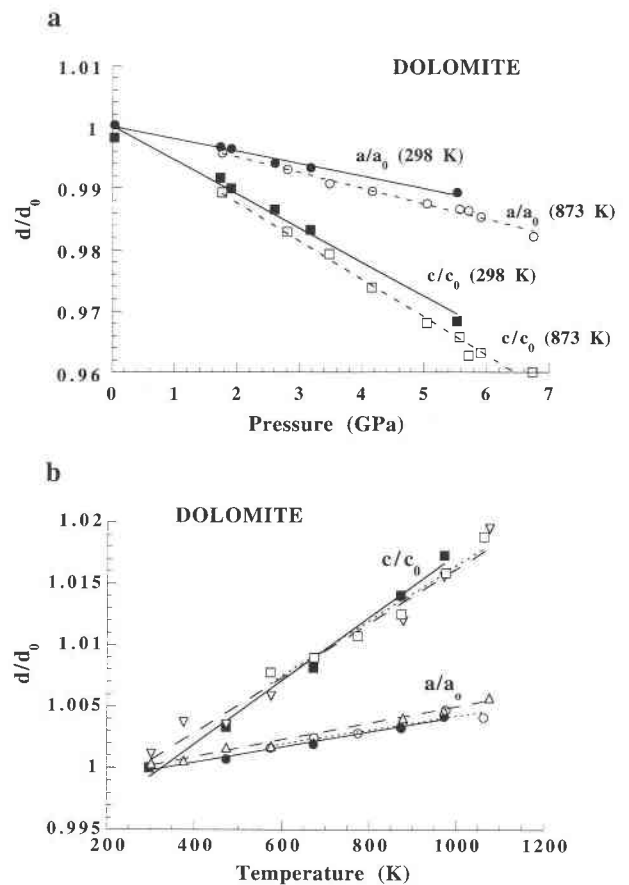 a
1.01
DOLOMITE
1
a/a0 (298 K)
0.99
a/a0 (873 K)
d/d0
0.98
c/c0 (298 K)
0.97
c/c0 (873 K)
0.96
0 1 2 3 4 5 6 7
Pressure (GPa)
b
1.02
DOLOMITE
c/c0
1.015
1.01
d/d0
a/a0
1.005
1
0.995
200 400 600 800 1000 1200
Temperature (K)